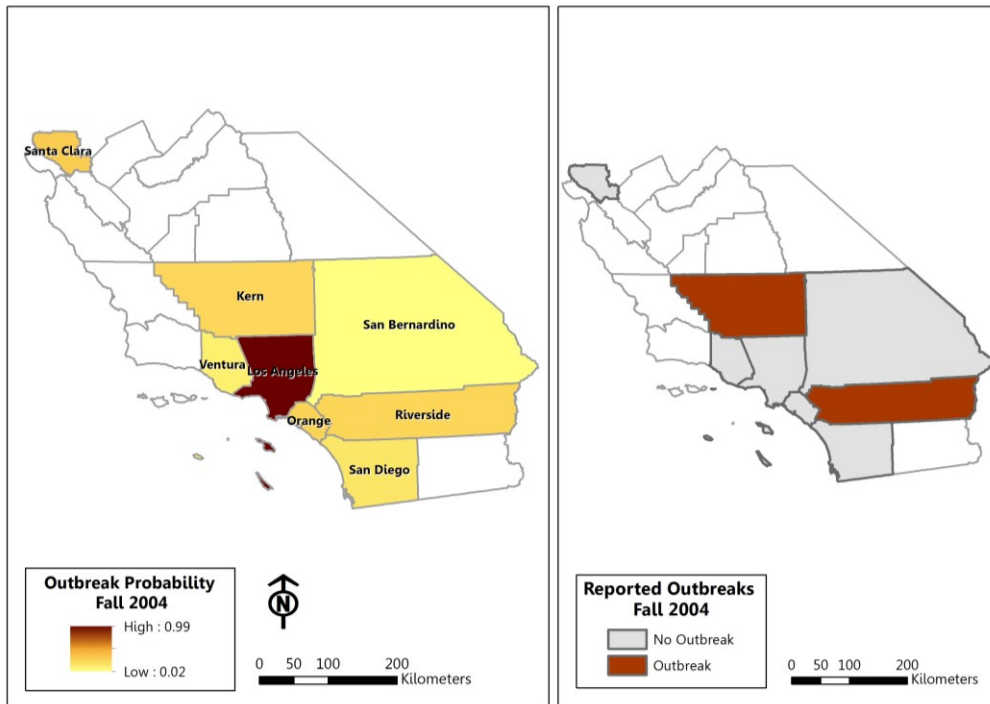 Santa Clara
Kern
San Bernardino
Ventura
Los Angeles
Orange
Riverside
San Diego
Outbreak Probability
Fall 2004
High : 0.99
Low : 0.02
N
0 50 100 200
Kilometers
Reported Outbreaks
Fall 2004
No Outbreak
Outbreak
0 50 100 200
Kilometers